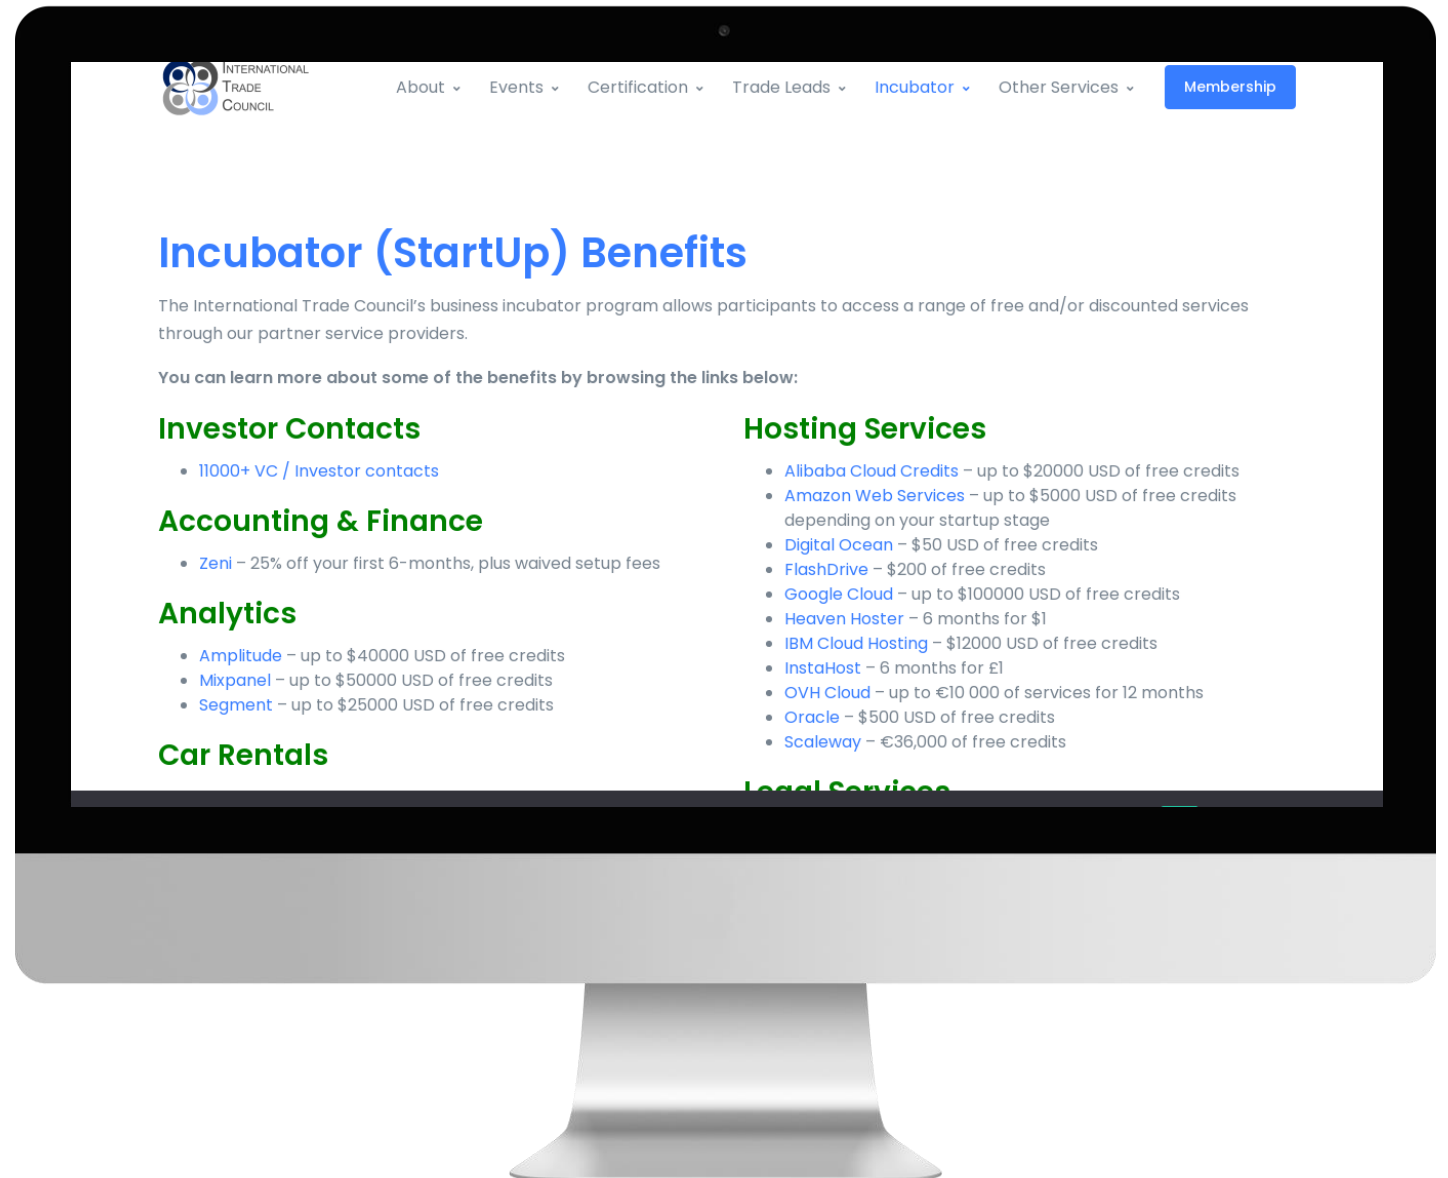 INTERNATIONAL
TRADE
COUNCIL
About
Events
Certification
Trade Leads
Incubator
Other Services
Membership
Incubator (StartUp) Benefits
The International Trade Council’s business incubator program allows participants to access a range of free and/or discounted services
through our partner service providers.
You can learn more about some of the benefits by browsing the links below:
Investor Contacts
11000+ VC / Investor contacts
Accounting & Finance
Zeni – 25% off your first 6-months, plus waived setup fees
Analytics
Amplitude – up to $40000 USD of free credits
Mixpanel – up to $50000 USD of free credits
Segment – up to $25000 USD of free credits
Car Rentals
Hosting Services
Alibaba Cloud Credits – up to $20000 USD of free credits
Amazon Web Services – up to $5000 USD of free credits
depending on your startup stage
Digital Ocean – $50 USD of free credits
FlashDrive – $200 of free credits
Google Cloud – up to $100000 USD of free credits
Heaven Hoster – 6 months for $1
IBM Cloud Hosting – $12000 USD of free credits
InstaHost – 6 months for £1
OVH Cloud – up to €10 000 of services for 12 months
Oracle – $500 USD of free credits
Scaleway – €36,000 of free credits
Legal Services